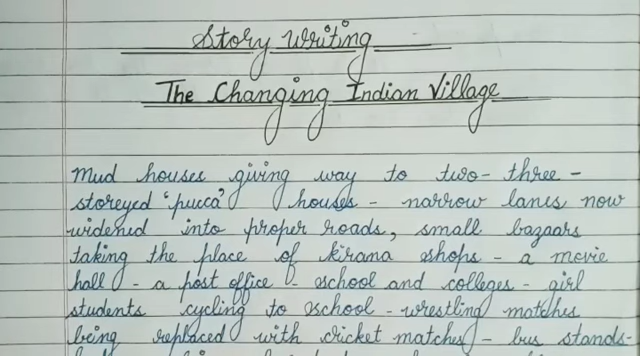 Story Writing
The Changing Indian Village
Mud houses giving way to two-three-
storeyed 'pucca' houses - narrow lanes now
widened into proper roads, small bazaars
taking the place of kirana shops - a movie
hall - a post office - school and colleges - girl
students cycling to school - wrestling matches
being replaced with cricket matches - bus stands-